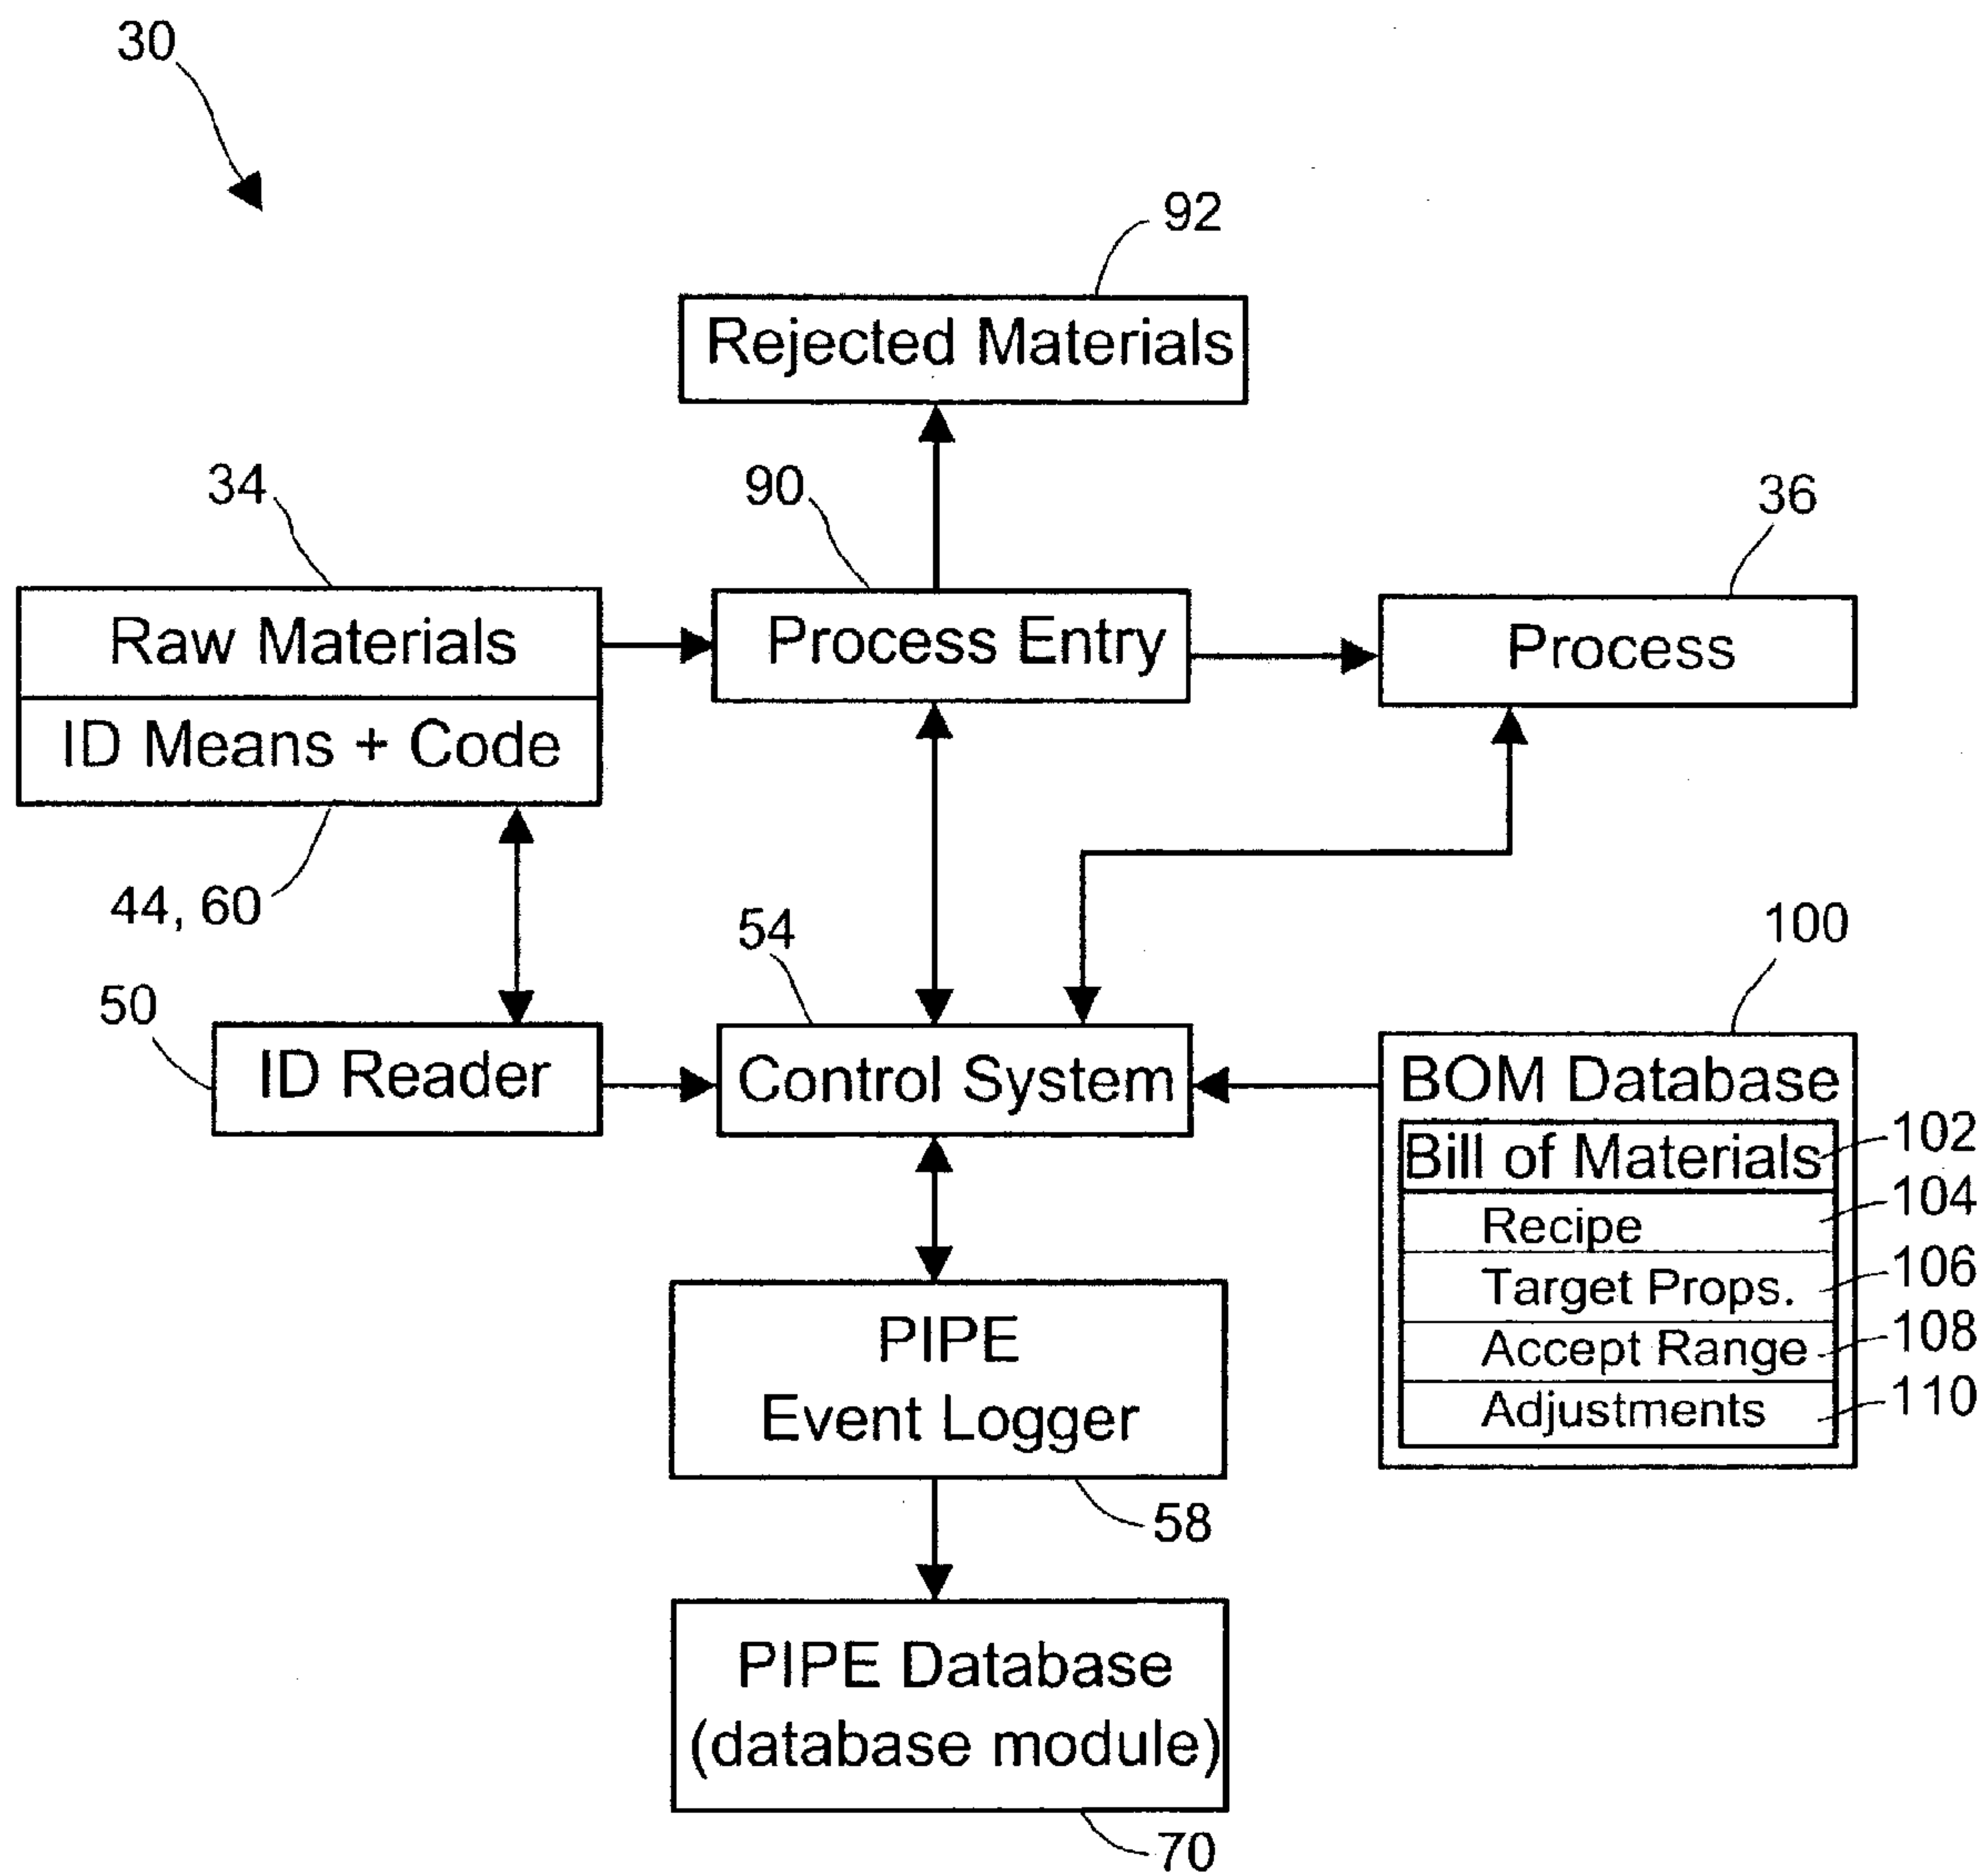 30
92
Rejected Materials
34
90
36
Raw Materials
Process Entry
Process
ID Means + Code
44, 60
54
100
50
ID Reader
Control System
BOM Database
Bill of Materials
102
Recipe
104
Target Props.
106
Accept Range
108
Adjustments
110
PIPE
Event Logger
58
PIPE Database
(database module)
70